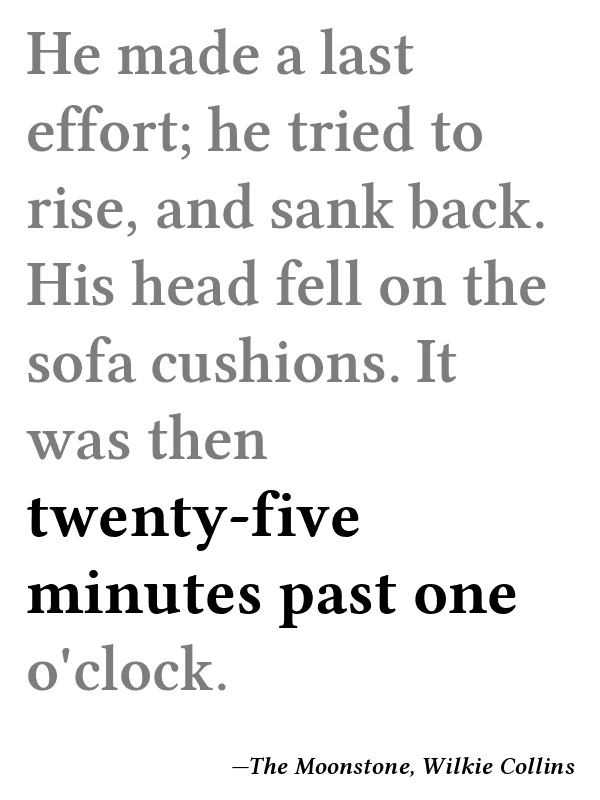 He made a last
effort; he tried to
rise, and sank back.
His head fell on the
sofa cushions. It
was then
twenty-five
minutes past one
o'clock.
—The Moonstone, Wilkie Collins